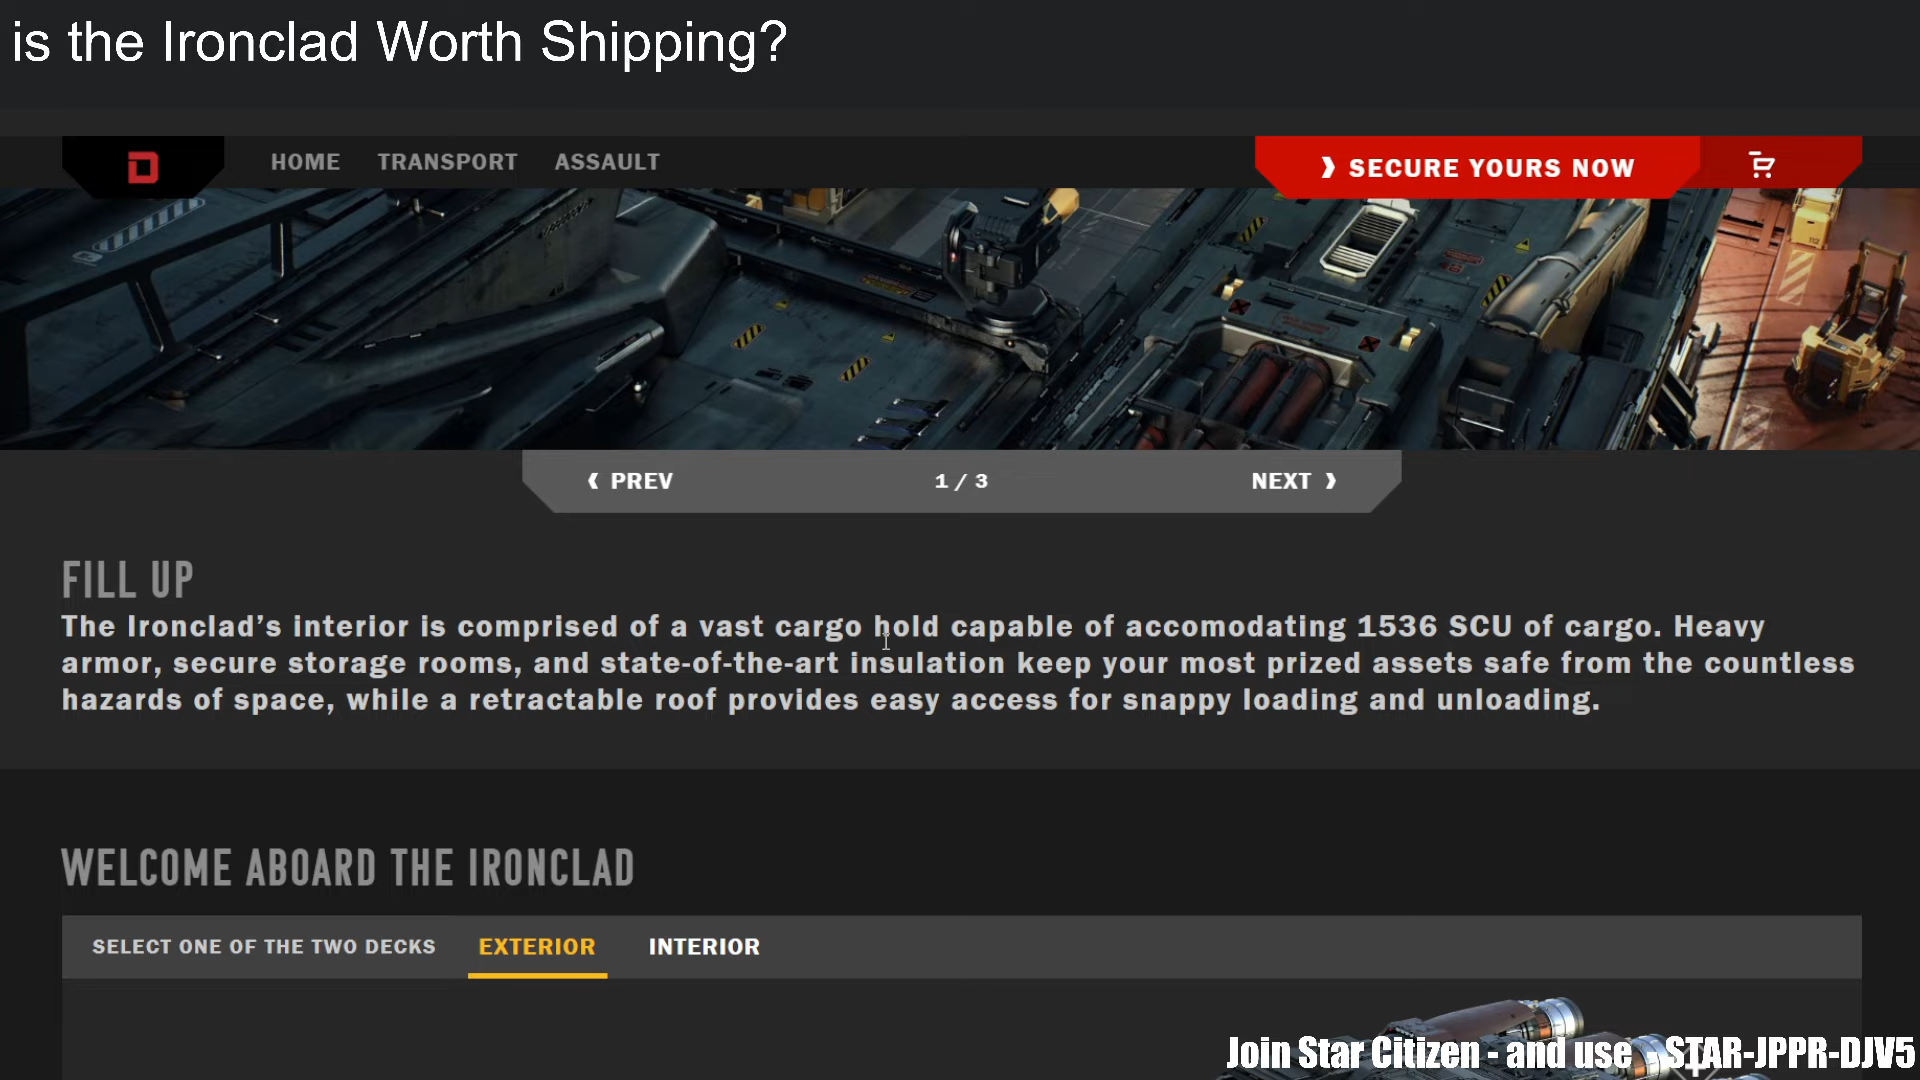 is the Ironclad Worth Shipping?
HOME TRANSPORT ASSAULT
❱ SECURE YOURS NOW
❰ PREV 1 / 3 NEXT ❱
FILL UP
The Ironclad's interior is comprised of a vast cargo hold capable of accomodating 1536 SCU of cargo. Heavy
armor, secure storage rooms, and state-of-the-art insulation keep your most prized assets safe from the countless
hazards of space, while a retractable roof provides easy access for snappy loading and unloading.
WELCOME ABOARD THE IRONCLAD
SELECT ONE OF THE TWO DECKS EXTERIOR INTERIOR
Join Star Citizen - and use - STAR-JPPR-DJV5